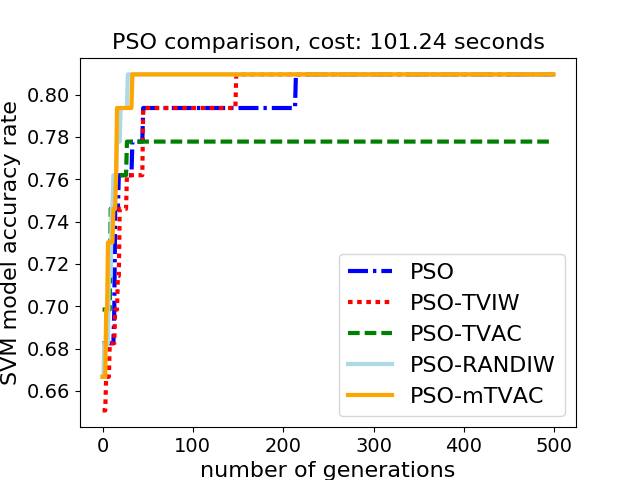 PSO comparison, cost: 101.24 seconds
SVM model accuracy rate
0.80
0.78
0.76
0.74
0.72
0.70
0.68
0.66
PSO
PSO-TVIW
PSO-TVAC
PSO-RANDIW
PSO-mTVAC
0 100 200 300 400 500
number of generations